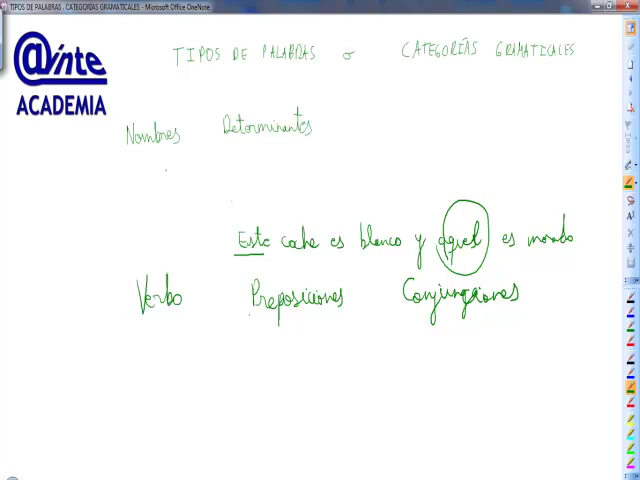 TIPOS DE PALABRAS . CATEGORÍAS GRAMATICALES - Microsoft Office OneNote
@inte
ACADEMIA
TIPOS DE PALABRAS o CATEGORÍAS GRAMATICALES
Nombres Determinantes
Este coche es blanco y aquel es morado
Verbo Preposiciones Conjunciones